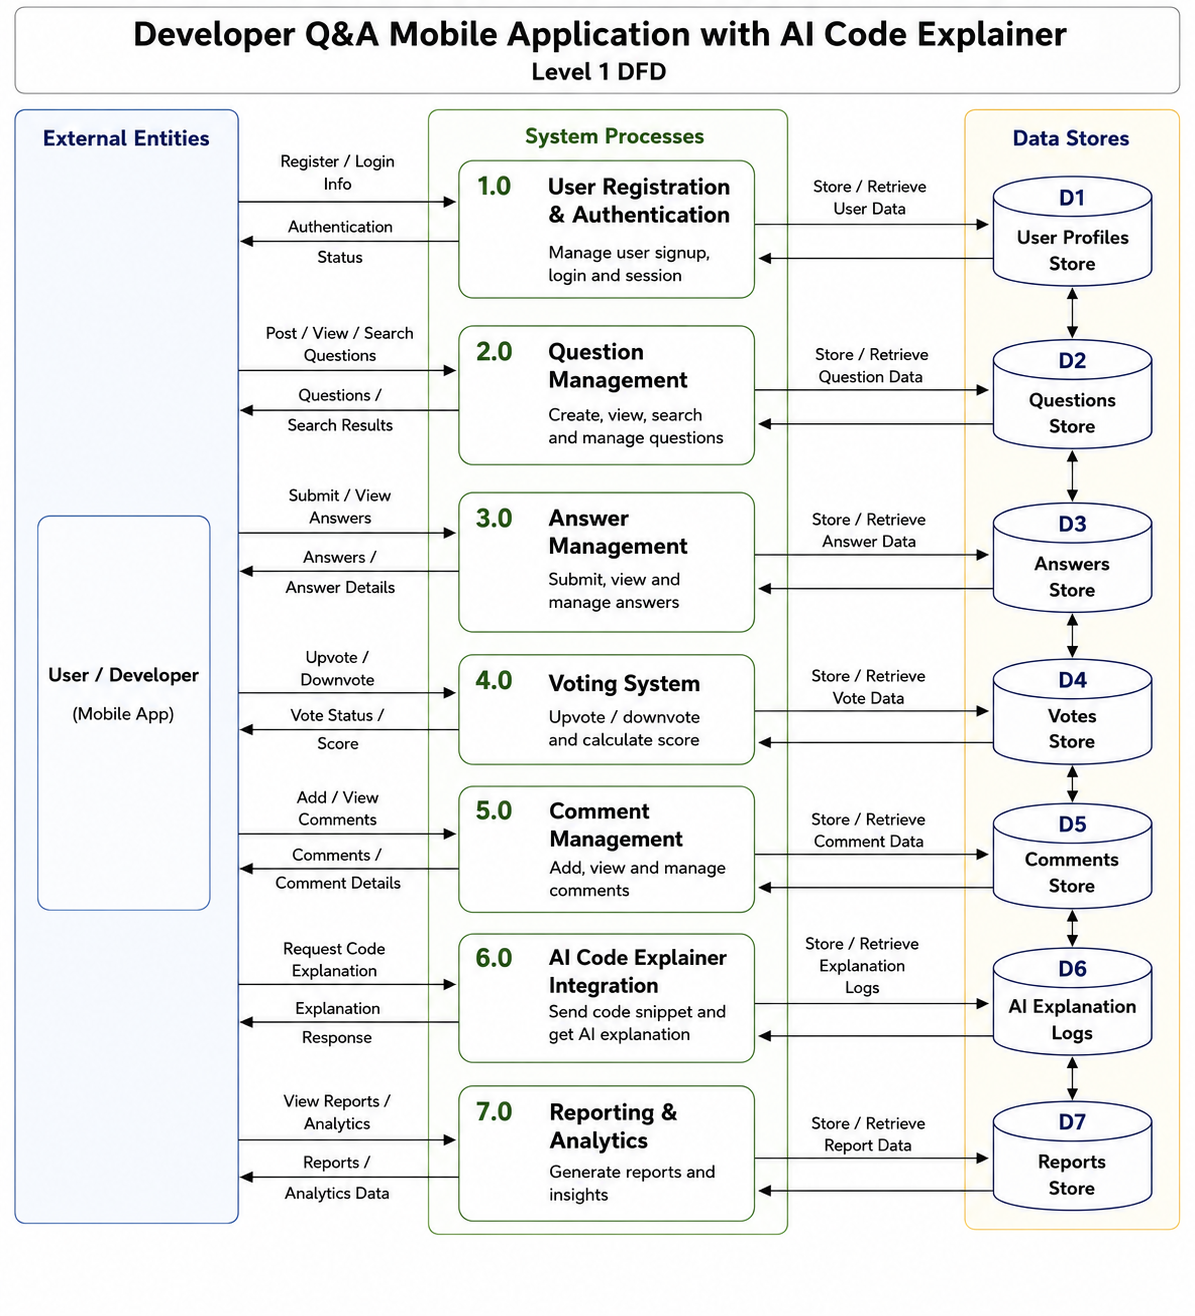 Developer Q&A Mobile Application with AI Code Explainer
Level 1 DFD
External Entities
System Processes
Data Stores
Register / Login
Info
Authentication
Status
1.0
User Registration
& Authentication
Manage user signup,
login and session
Store / Retrieve
User Data
D1
User Profiles
Store
Post / View / Search
Questions
Questions /
Search Results
2.0
Question
Management
Create, view, search
and manage questions
Store / Retrieve
Question Data
D2
Questions
Store
Submit / View
Answers
Answers /
Answer Details
3.0
Answer
Management
Submit, view and
manage answers
Store / Retrieve
Answer Data
D3
Answers
Store
User / Developer
(Mobile App)
Upvote /
Downvote
Vote Status /
Score
4.0
Voting System
Upvote / downvote
and calculate score
Store / Retrieve
Vote Data
D4
Votes
Store
Add / View
Comments
Comments /
Comment Details
5.0
Comment
Management
Add, view and manage
comments
Store / Retrieve
Comment Data
D5
Comments
Store
Request Code
Explanation
Explanation
Response
6.0
AI Code Explainer
Integration
Send code snippet and
get AI explanation
Store / Retrieve
Explanation
Logs
D6
AI Explanation
Logs
View Reports /
Analytics
Reports /
Analytics Data
7.0
Reporting &
Analytics
Generate reports and
insights
Store / Retrieve
Report Data
D7
Reports
Store